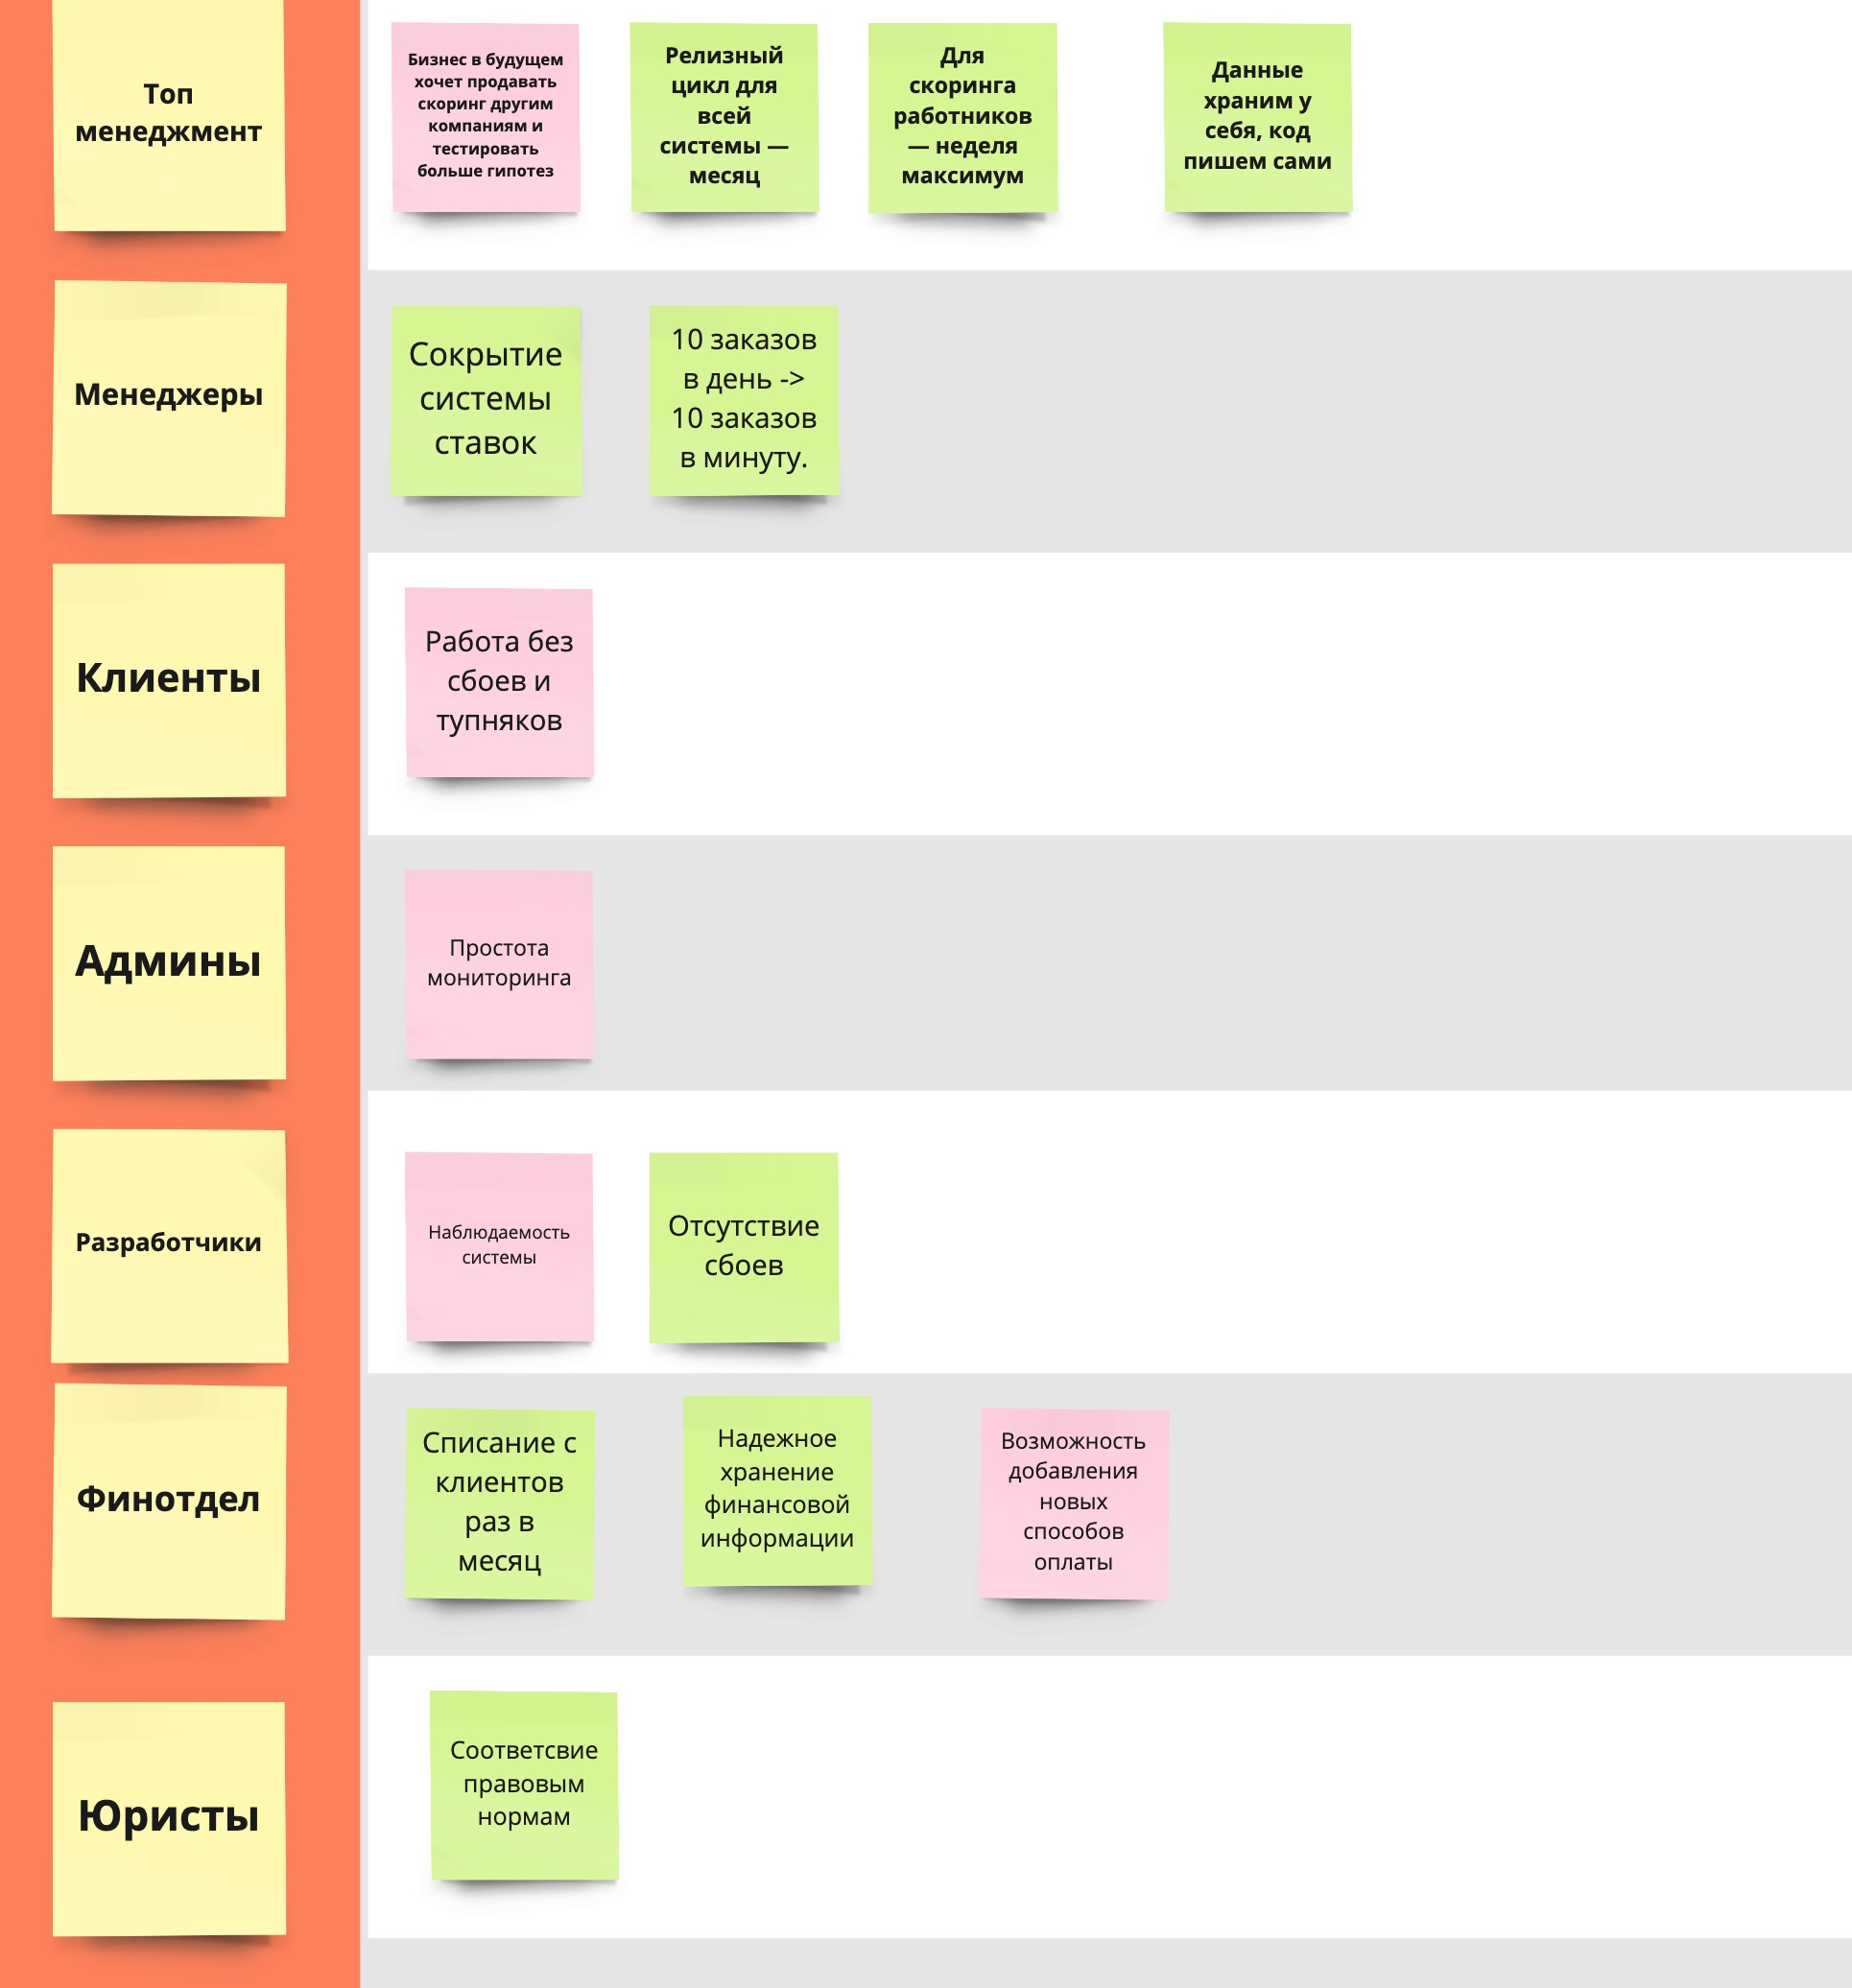 Топ
менеджмент
Бизнес в будущем
хочет продавать
скоринг другим
компаниям и
тестировать
больше гипотез
Релизный
цикл для
всей
системы —
месяц
Для
скоринга
работников
— неделя
максимум
Данные
храним у
себя, код
пишем сами
Менеджеры
Сокрытие
системы
ставок
10 заказов
в день ->
10 заказов
в минуту.
Клиенты
Работа без
сбоев и
тупняков
Админы
Простота
мониторинга
Разработчики
Наблюдаемость
системы
Отсутствие
сбоев
Финотдел
Списание с
клиентов
раз в
месяц
Надежное
хранение
финансовой
информации
Возможность
добавления
новых
способов
оплаты
Юристы
Соответсвие
правовым
нормам